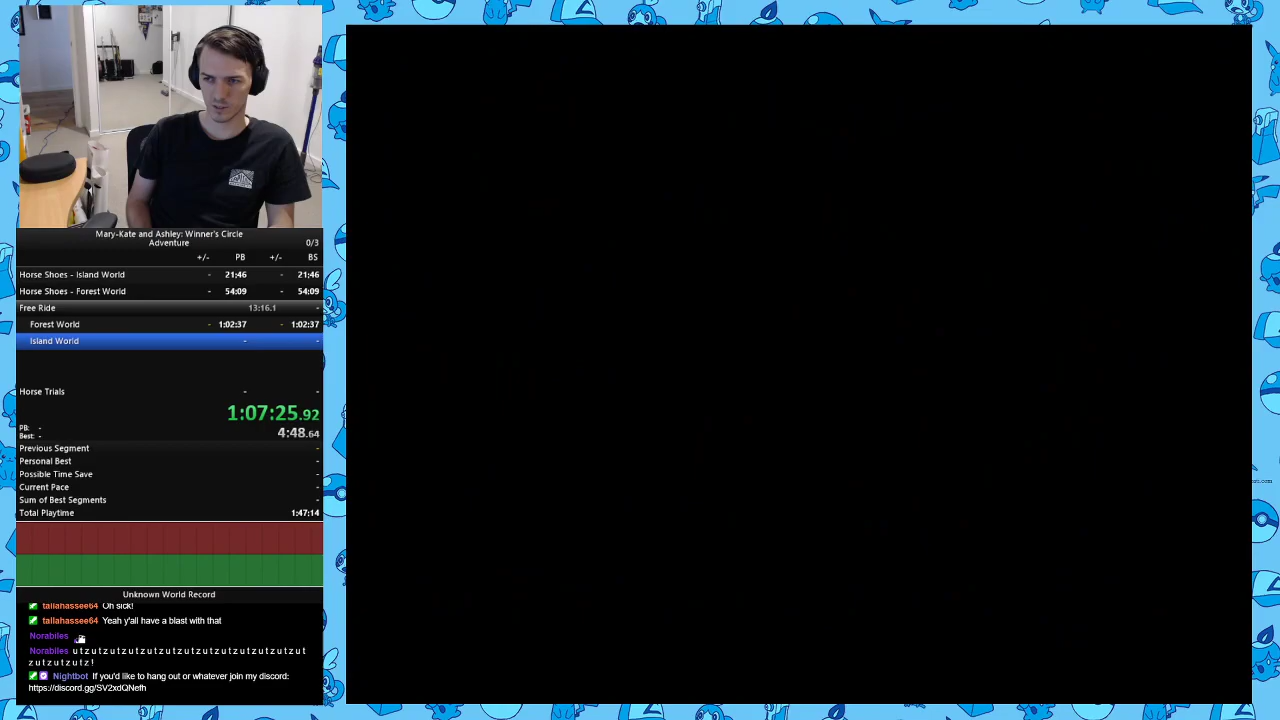 Mary-Kate and Ashley: Winner's Circle
Adventure 0/3
+/- PB +/- BS
Horse Shoes - Island World - 21:46 - 21:46
Horse Shoes - Forest World - 54:09 - 54:09
Free Ride 13:16.1 -
Forest World - 1:02:37 - 1:02:37
Island World - -
Horse Trials - -
1:07:25.92
PB: - 4:48.64
Best: -
Previous Segment -
Personal Best -
Possible Time Save -
Current Pace -
Sum of Best Segments -
Total Playtime 1:47:14
Unknown World Record
tallahassee64 Oh sick!
tallahassee64 Yeah y'all have a blast with that
Norabiles
Norabiles u t z u t z u t z u t z u t z u t z u t z u t z u t z u t z u t z u t
z u t z u t z u t z !
Nightbot If you'd like to hang out or whatever join my discord:
https://discord.gg/SV2xdQNefh